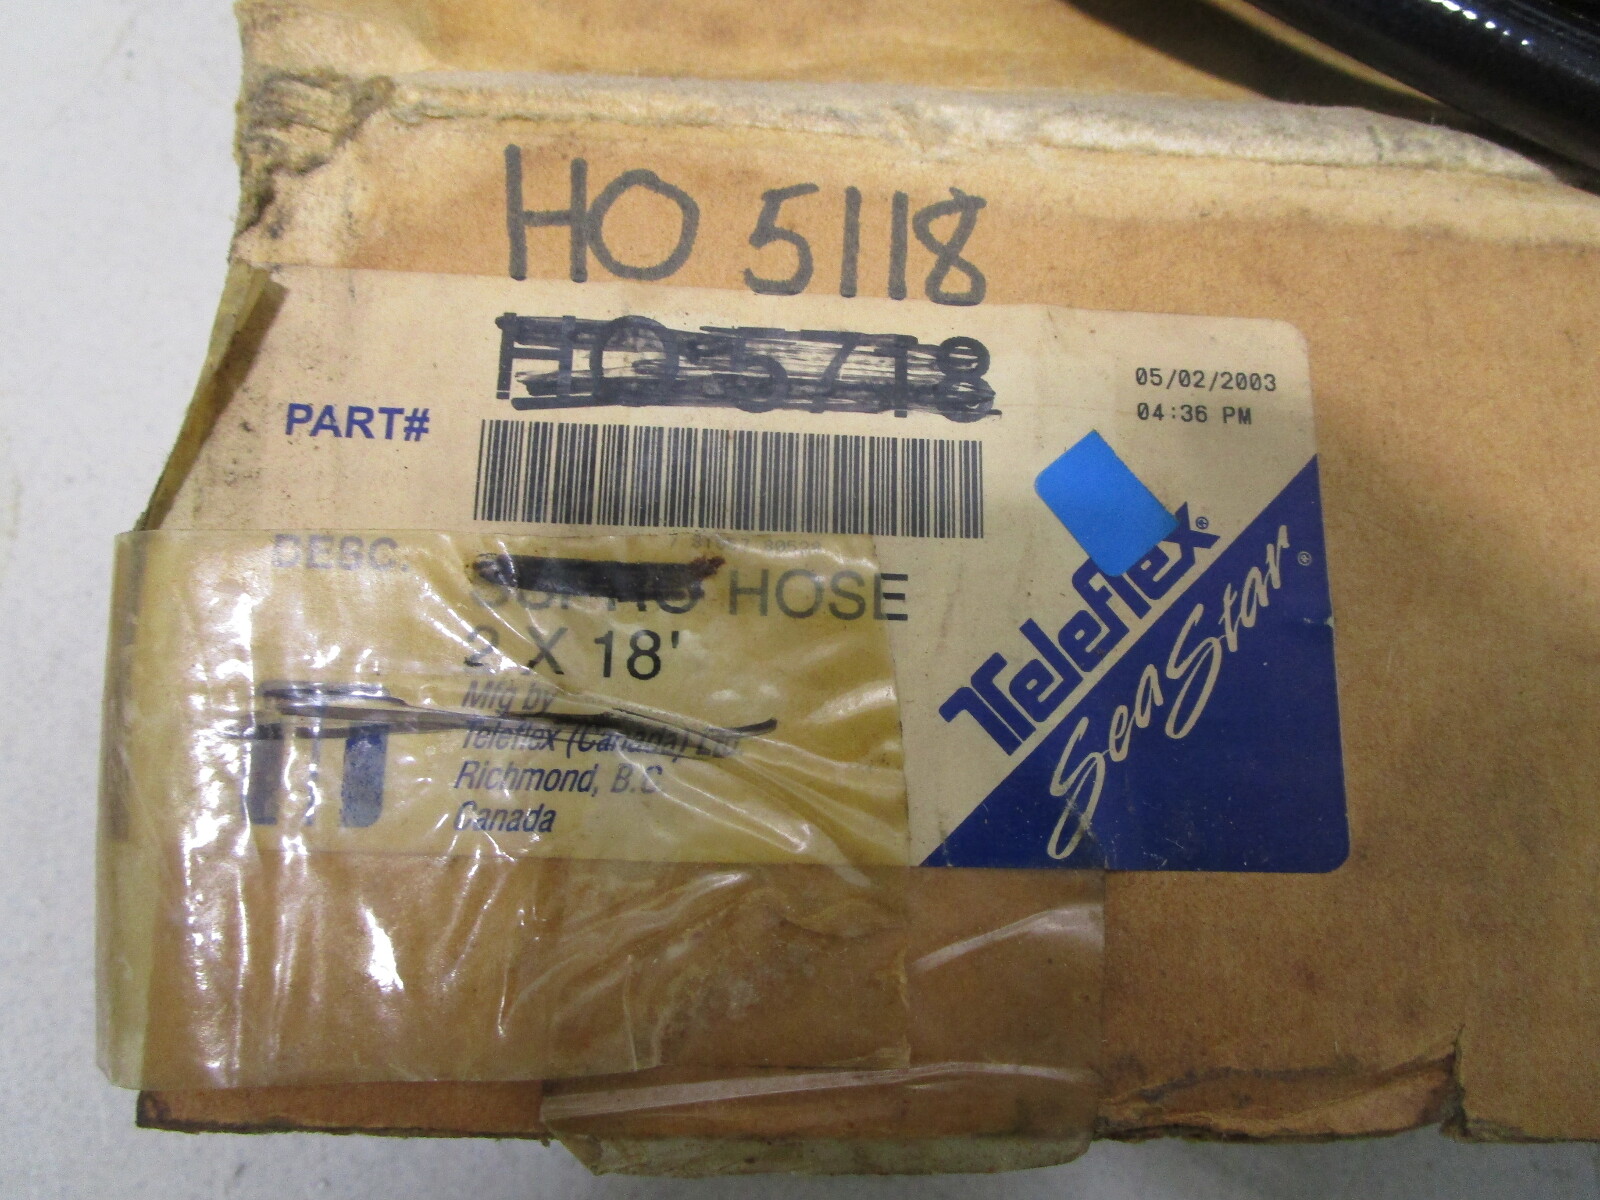 HO 5118
HO5718
05/02/2003
04:36 PM
PART#
DESC.
HOSE
2 X 18'
Mfg by
Teleflex (Canada) Ltd.
Richmond, B.C.
Canada
Teleflex®
SeaStar®